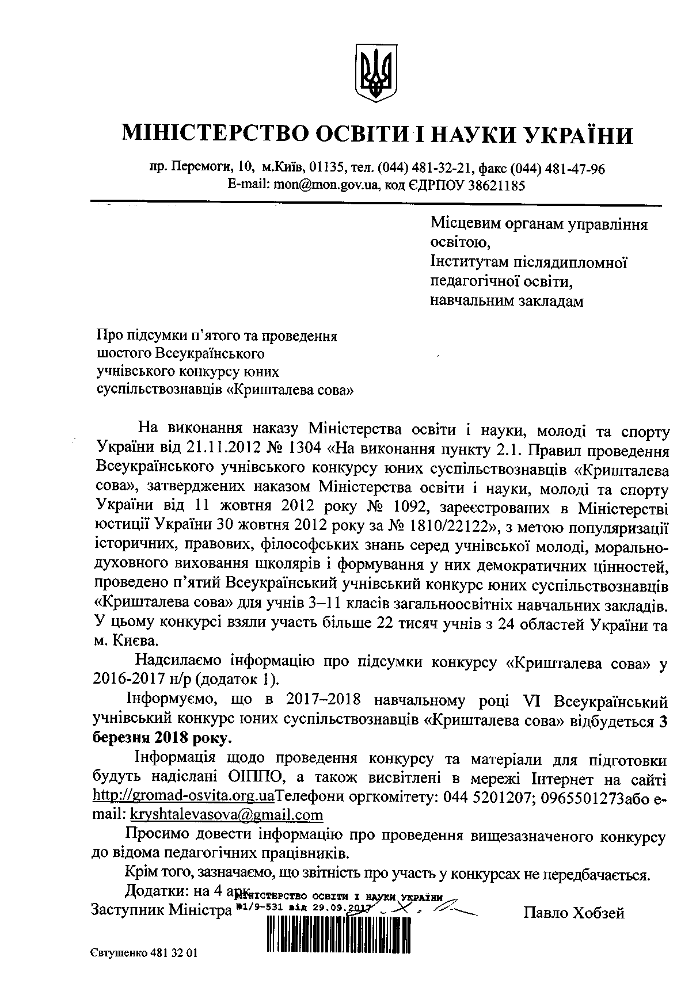 МІНІСТЕРСТВО ОСВІТИ І НАУКИ УКРАЇНИ
пр. Перемоги, 10, м.Київ, 01135, тел. (044) 481-32-21, факс (044) 481-47-96
E-mail: mon@mon.gov.ua, код ЄДРПОУ 38621185
Місцевим органам управління
освітою,
Інститутам післядипломної
педагогічної освіти,
навчальним закладам
Про підсумки п’ятого та проведення
шостого Всеукраїнського
учнівського конкурсу юних
суспільствознавців «Кришталева сова»
На виконання наказу Міністерства освіти і науки, молоді та спорту
України від 21.11.2012 № 1304 «На виконання пункту 2.1. Правил проведення
Всеукраїнського учнівського конкурсу юних суспільствознавців «Кришталева
сова», затверджених наказом Міністерства освіти і науки, молоді та спорту
України від 11 жовтня 2012 року № 1092, зареєстрованих в Міністерстві
юстиції України 30 жовтня 2012 року за № 1810/22122», з метою популяризації
історичних, правових, філософських знань серед учнівської молоді, морально-
духовного виховання школярів і формування у них демократичних цінностей,
проведено п’ятий Всеукраїнський учнівський конкурс юних суспільствознавців
«Кришталева сова» для учнів 3–11 класів загальноосвітніх навчальних закладів.
У цьому конкурсі взяли участь більше 22 тисяч учнів з 24 областей України та
м. Києва.
Надсилаємо інформацію про підсумки конкурсу «Кришталева сова» у
2016-2017 н/р (додаток 1).
Інформуємо, що в 2017–2018 навчальному році VI Всеукраїнський
учнівський конкурс юних суспільствознавців «Кришталева сова» відбудеться 3
березня 2018 року.
Інформація щодо проведення конкурсу та матеріали для підготовки
будуть надіслані ОІППО, а також висвітлені в мережі Інтернет на сайті
http://gromad-osvita.org.uaТелефони оргкомітету: 044 5201207; 0965501273або e-
mail: kryshtalevasova@gmail.com
Просимо довести інформацію про проведення вищезазначеного конкурсу
до відома педагогічних працівників.
Крім того, зазначаємо, що звітність про участь у конкурсах не передбачається.
Додатки: на 4 арк.
МІНІСТЕРСТВО ОСВІТИ І НАУКИ УКРАЇНИ
№1/9-531 від 29.09.2017
Заступник Міністра Павло Хобзей
Євтушенко 481 32 01